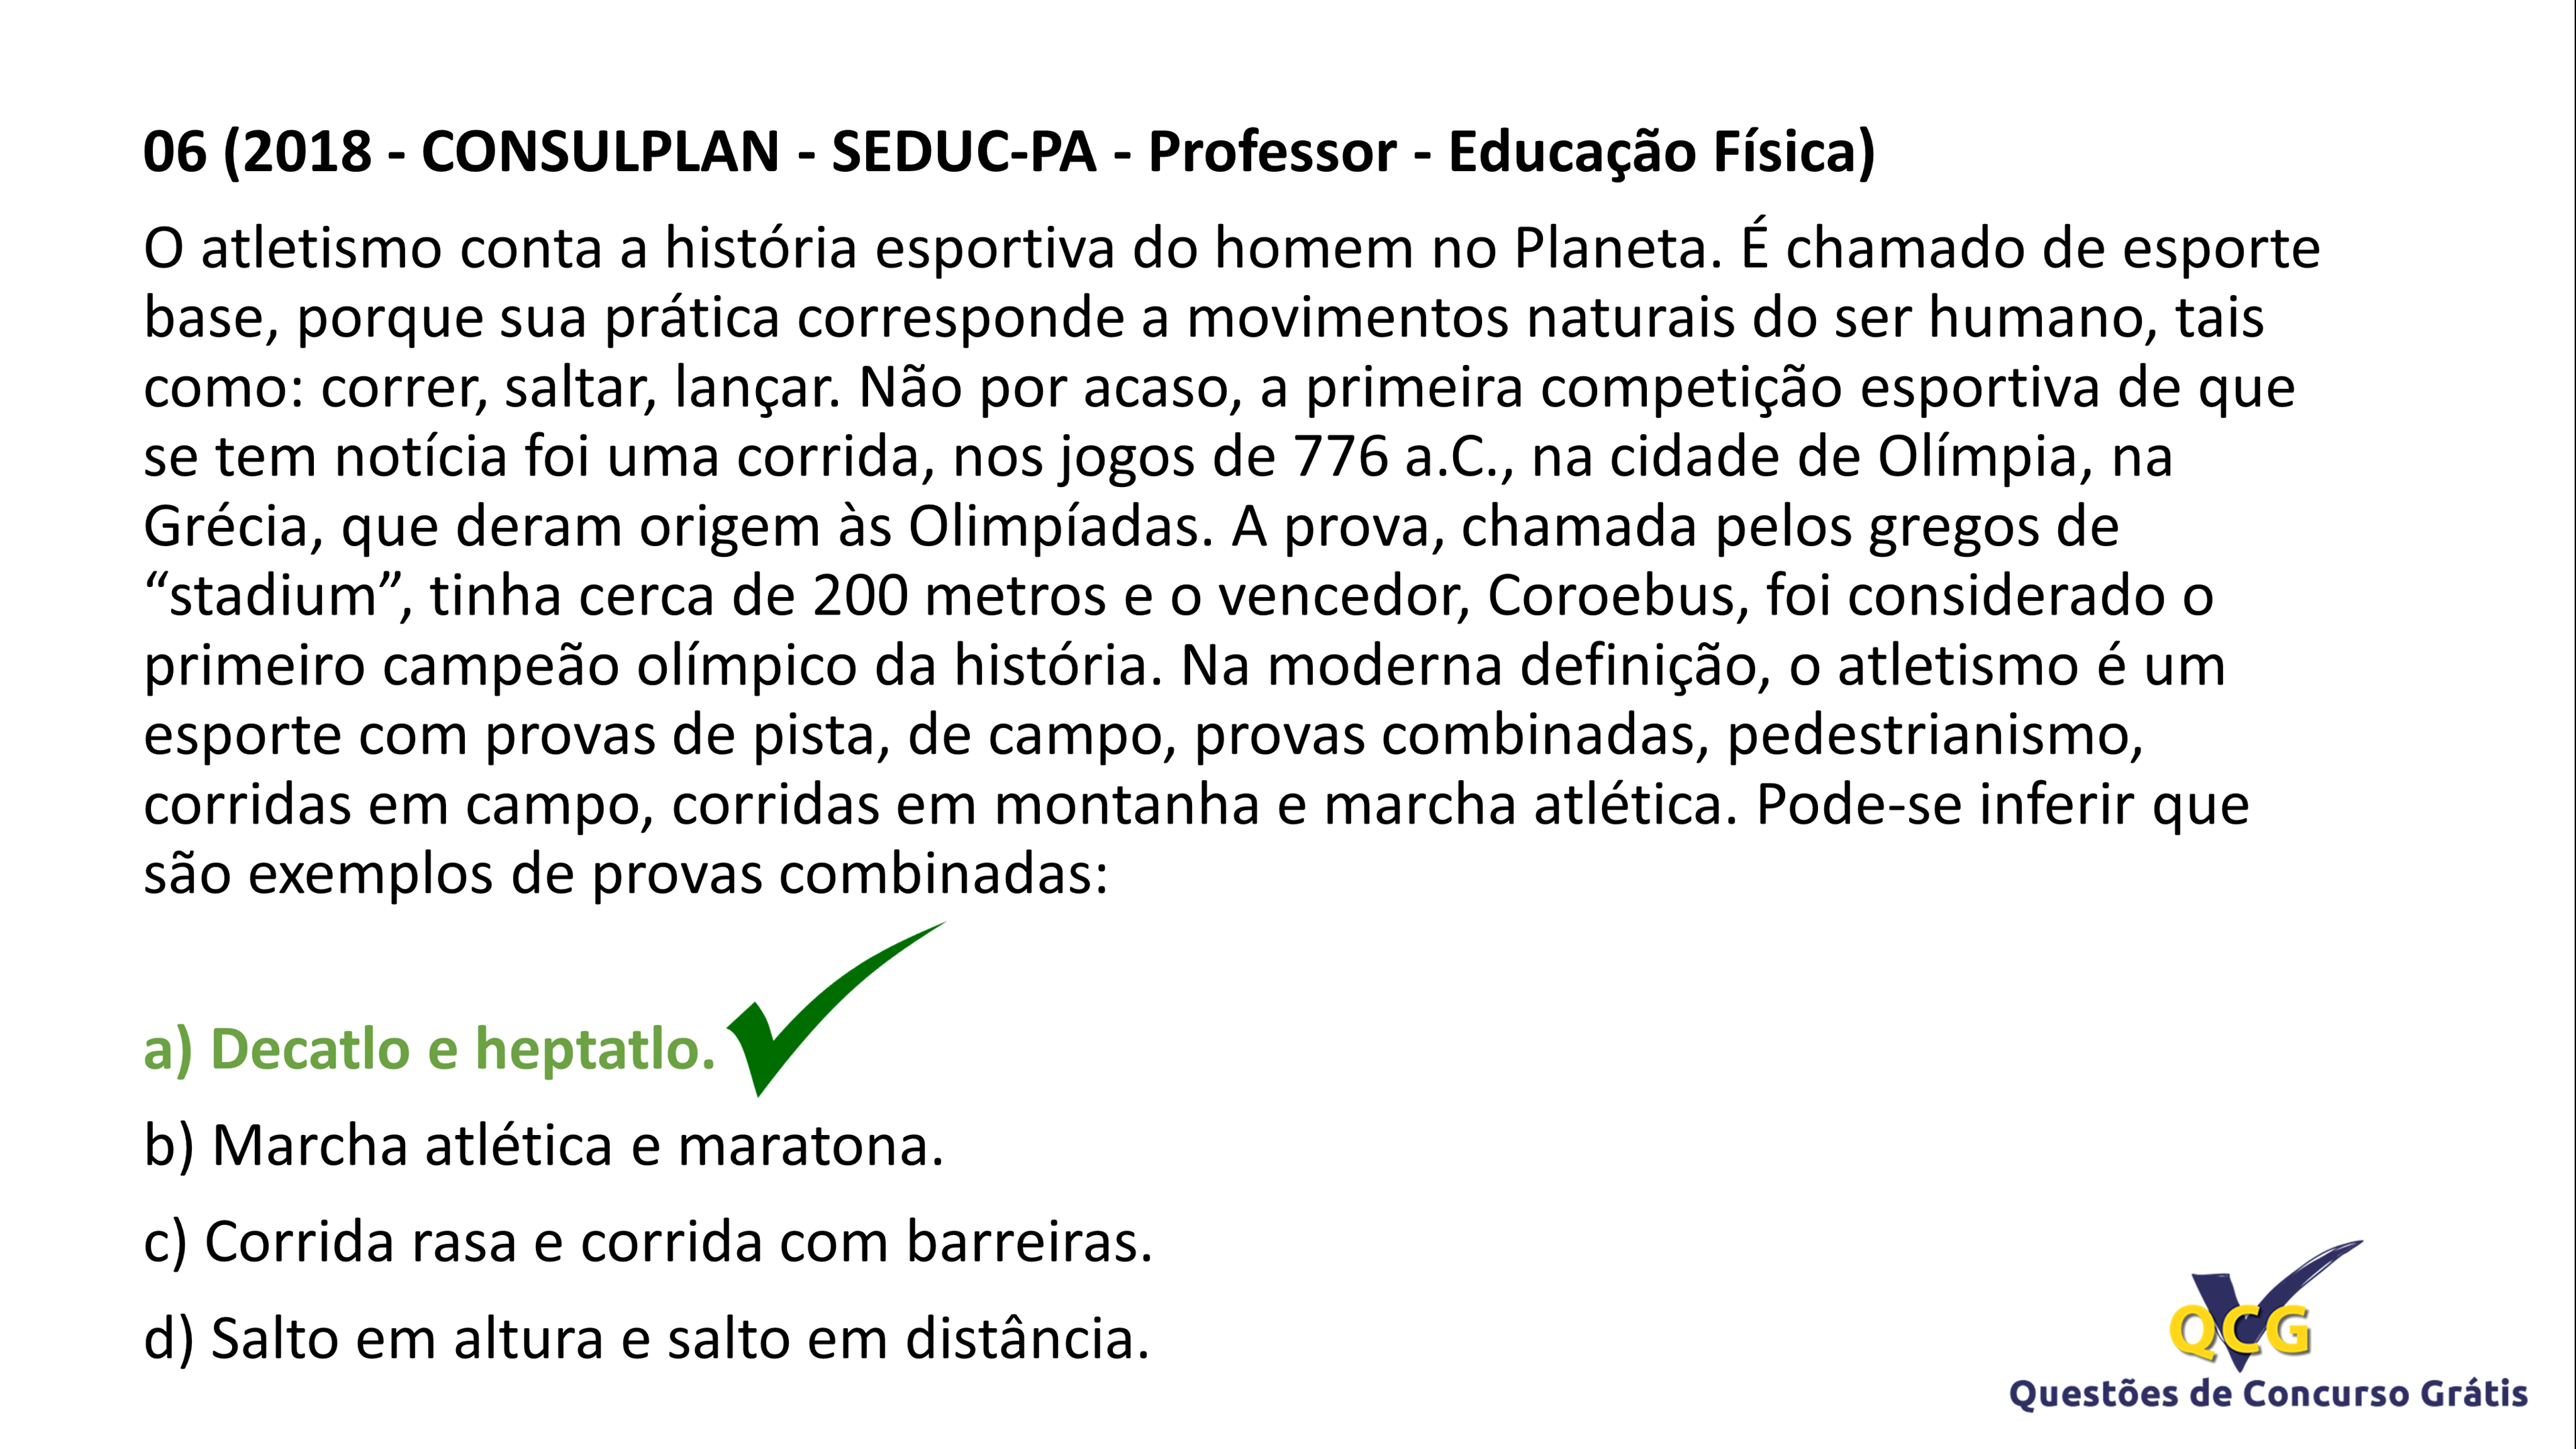 06 (2018 - CONSULPLAN - SEDUC-PA - Professor - Educação Física)
O atletismo conta a história esportiva do homem no Planeta. É chamado de esporte
base, porque sua prática corresponde a movimentos naturais do ser humano, tais
como: correr, saltar, lançar. Não por acaso, a primeira competição esportiva de que
se tem notícia foi uma corrida, nos jogos de 776 a.C., na cidade de Olímpia, na
Grécia, que deram origem às Olimpíadas. A prova, chamada pelos gregos de
“stadium”, tinha cerca de 200 metros e o vencedor, Coroebus, foi considerado o
primeiro campeão olímpico da história. Na moderna definição, o atletismo é um
esporte com provas de pista, de campo, provas combinadas, pedestrianismo,
corridas em campo, corridas em montanha e marcha atlética. Pode-se inferir que
são exemplos de provas combinadas:
a) Decatlo e heptatlo.
b) Marcha atlética e maratona.
c) Corrida rasa e corrida com barreiras.
d) Salto em altura e salto em distância.
QCG
Questões de Concurso Grátis